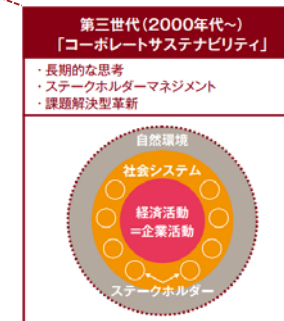 第三世代(2000年代~)
「コーポレートサステナビリティ」
・長期的な思考
・ステークホルダーマネジメント
・課題解決型革新
自然環境
社会システム
経済活動
=企業活動
ステークホルダー